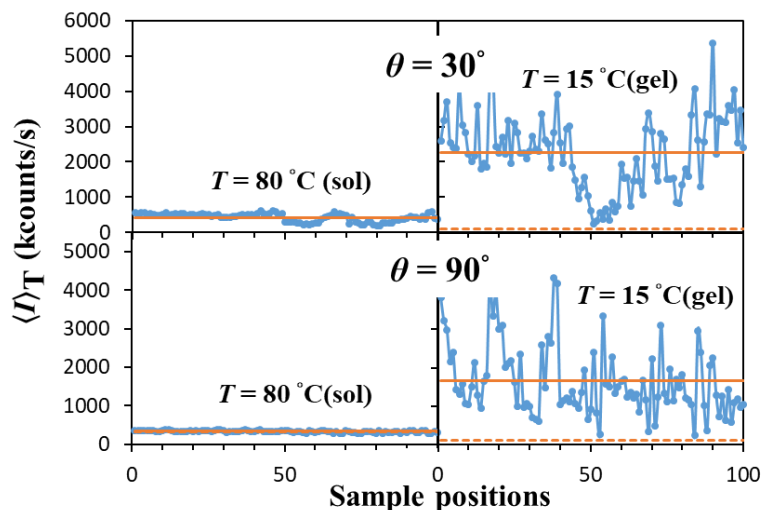 6000
5000
4000
3000
2000
1000
0
θ = 30°
T = 15 °C(gel)
T = 80 °C (sol)
5000
4000
3000
2000
1000
0
θ = 90°
T = 15 °C(gel)
T = 80 °C(sol)
⟨I⟩T (kcounts/s)
0 50 0 50 100
Sample positions